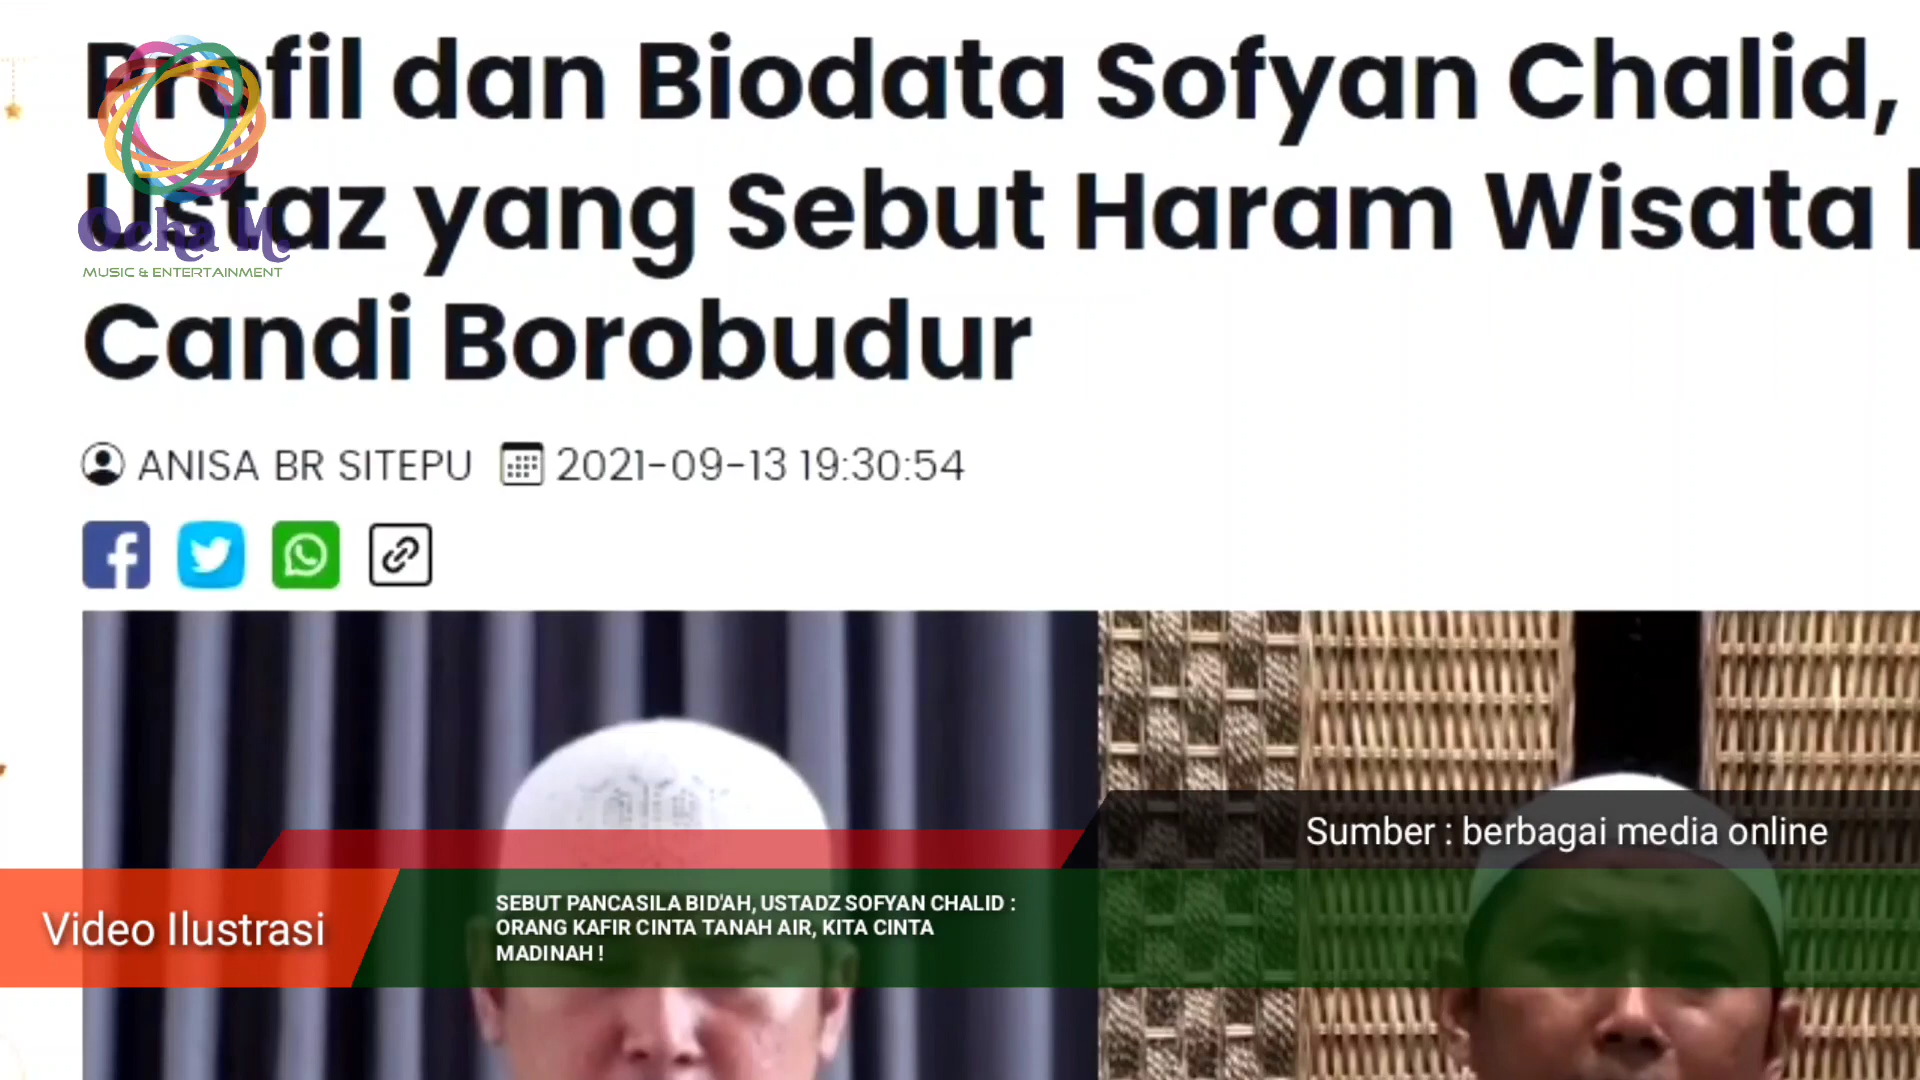 Profil dan Biodata Sofyan Chalid,
Ustaz yang Sebut Haram Wisata
Candi Borobudur
Ocha M.
MUSIC & ENTERTAINMENT
ANISA BR SITEPU 2021-09-13 19:30:54
Sumber : berbagai media online
Video Ilustrasi
SEBUT PANCASILA BID'AH, USTADZ SOFYAN CHALID :
ORANG KAFIR CINTA TANAH AIR, KITA CINTA
MADINAH !